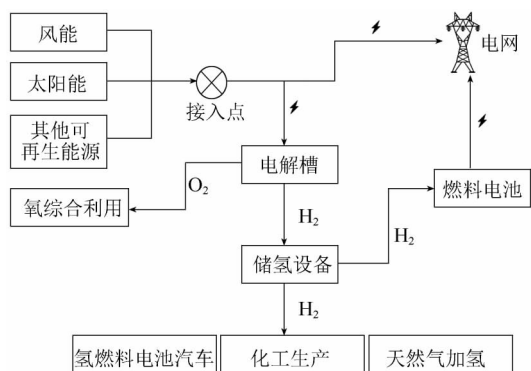 风能
太阳能
其他可
再生能源
接入点
电网
电解槽
O₂
氧综合利用
H₂
燃料电池
储氢设备
H₂
H₂
氢燃料电池汽车
化工生产
天然气加氢